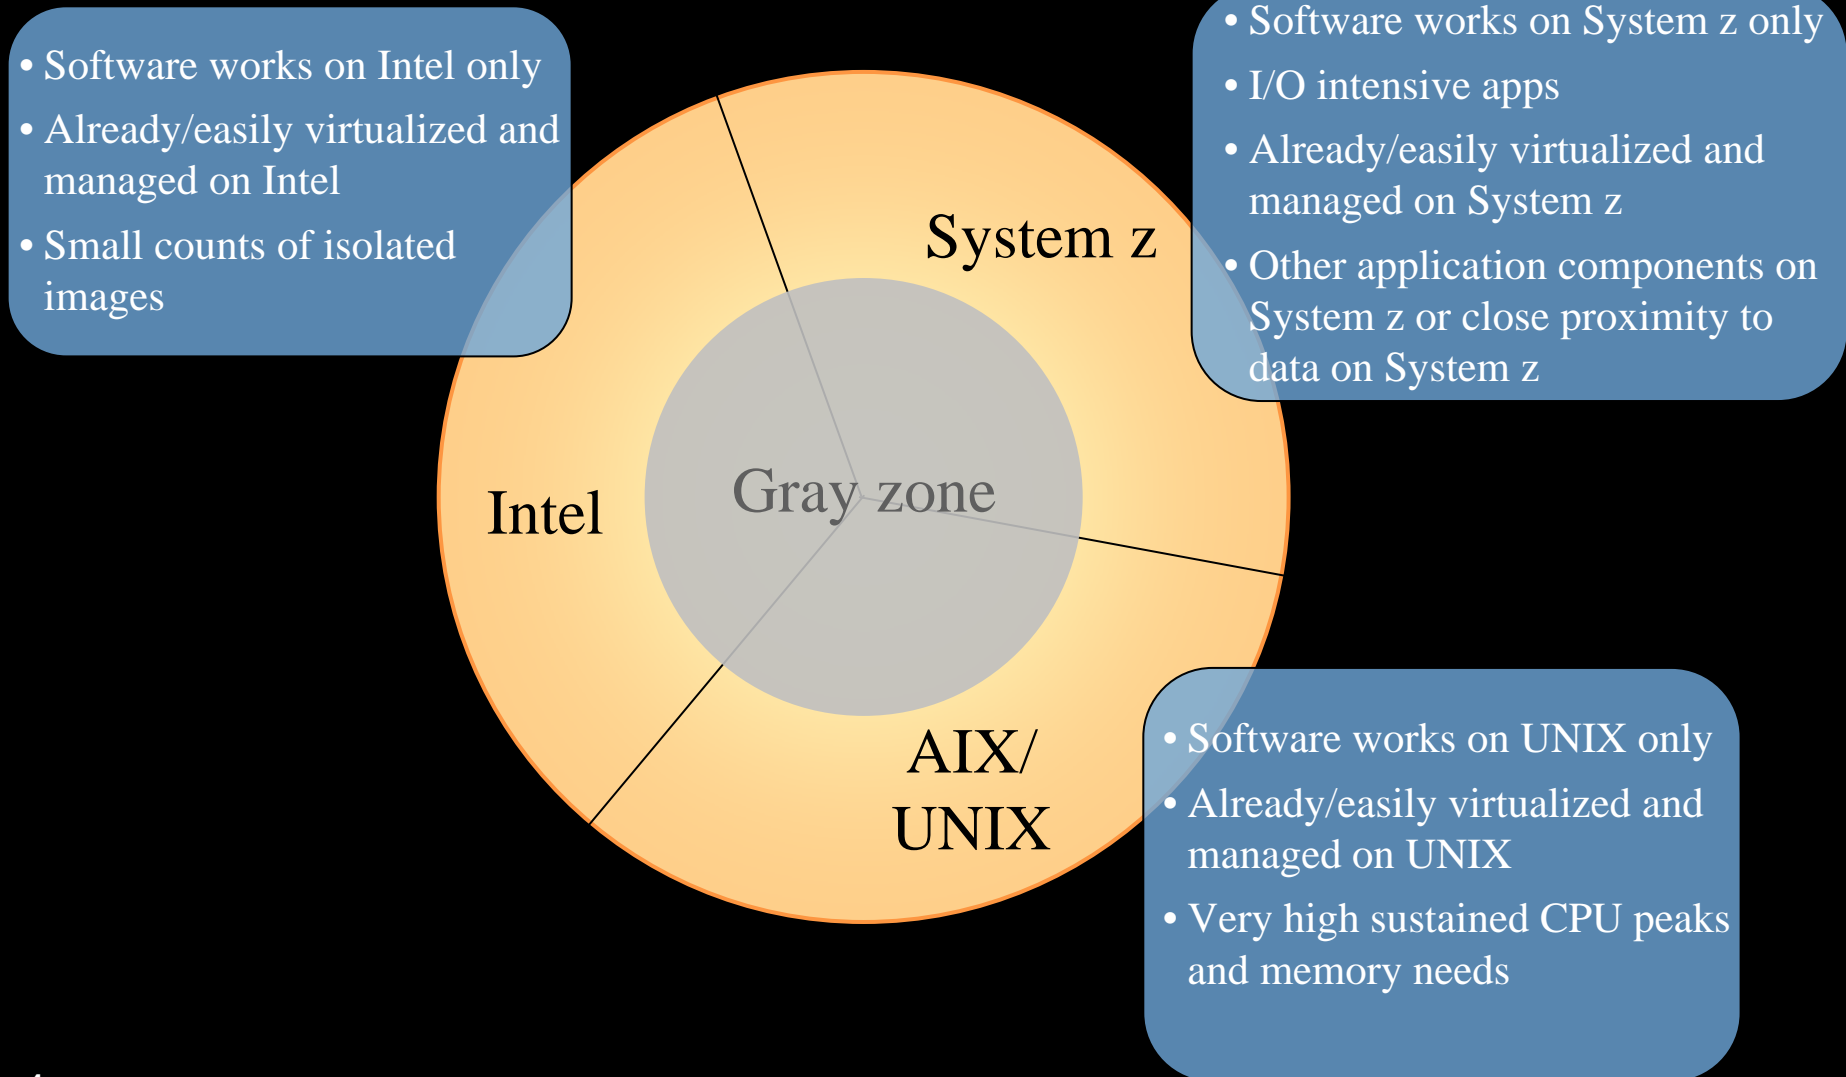 • Software works on Intel only
• Already/easily virtualized and
managed on Intel
• Small counts of isolated
images
• Software works on System z only
• I/O intensive apps
• Already/easily virtualized and
managed on System z
• Other application components on
System z or close proximity to
data on System z
System z
Gray zone
Intel
AIX/
UNIX
• Software works on UNIX only
• Already/easily virtualized and
managed on UNIX
• Very high sustained CPU peaks
and memory needs